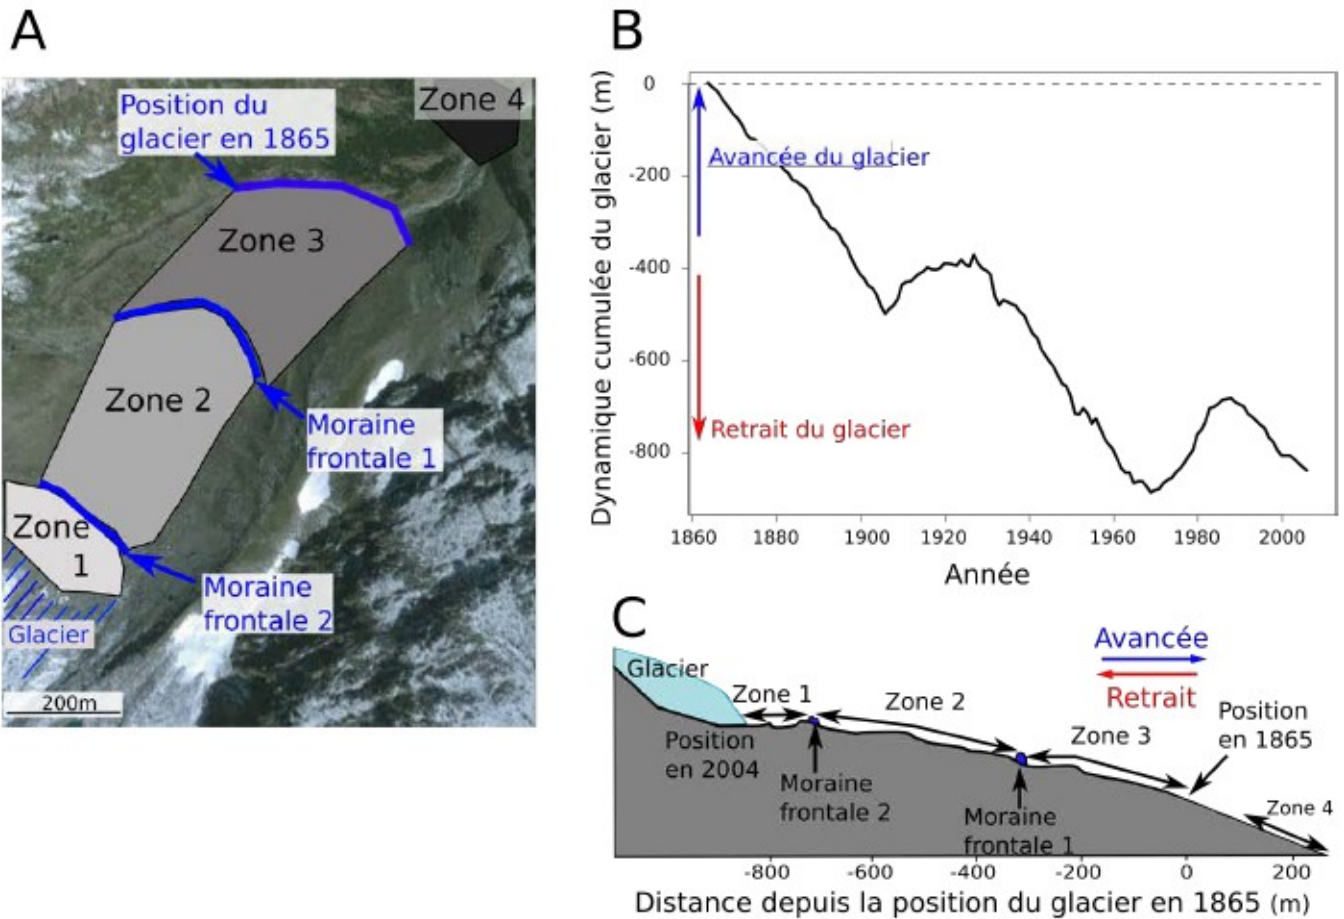 A
Position du
glacier en 1865
Zone 4
Zone 3
Zone 2
Moraine
frontale 1
Zone
1
Moraine
frontale 2
Glacier
200m
B
Dynamique cumulée du glacier (m)
0
-200
-400
-600
-800
Avancée du glacier
Retrait du glacier
1860 1880 1900 1920 1940 1960 1980 2000
Année
C
Avancée
Retrait
Glacier
Zone 1
Zone 2
Zone 3
Position
en 1865
Position
en 2004
Moraine
frontale 2
Moraine
frontale 1
Zone 4
-800 -600 -400 -200 0 200
Distance depuis la position du glacier en 1865 (m)